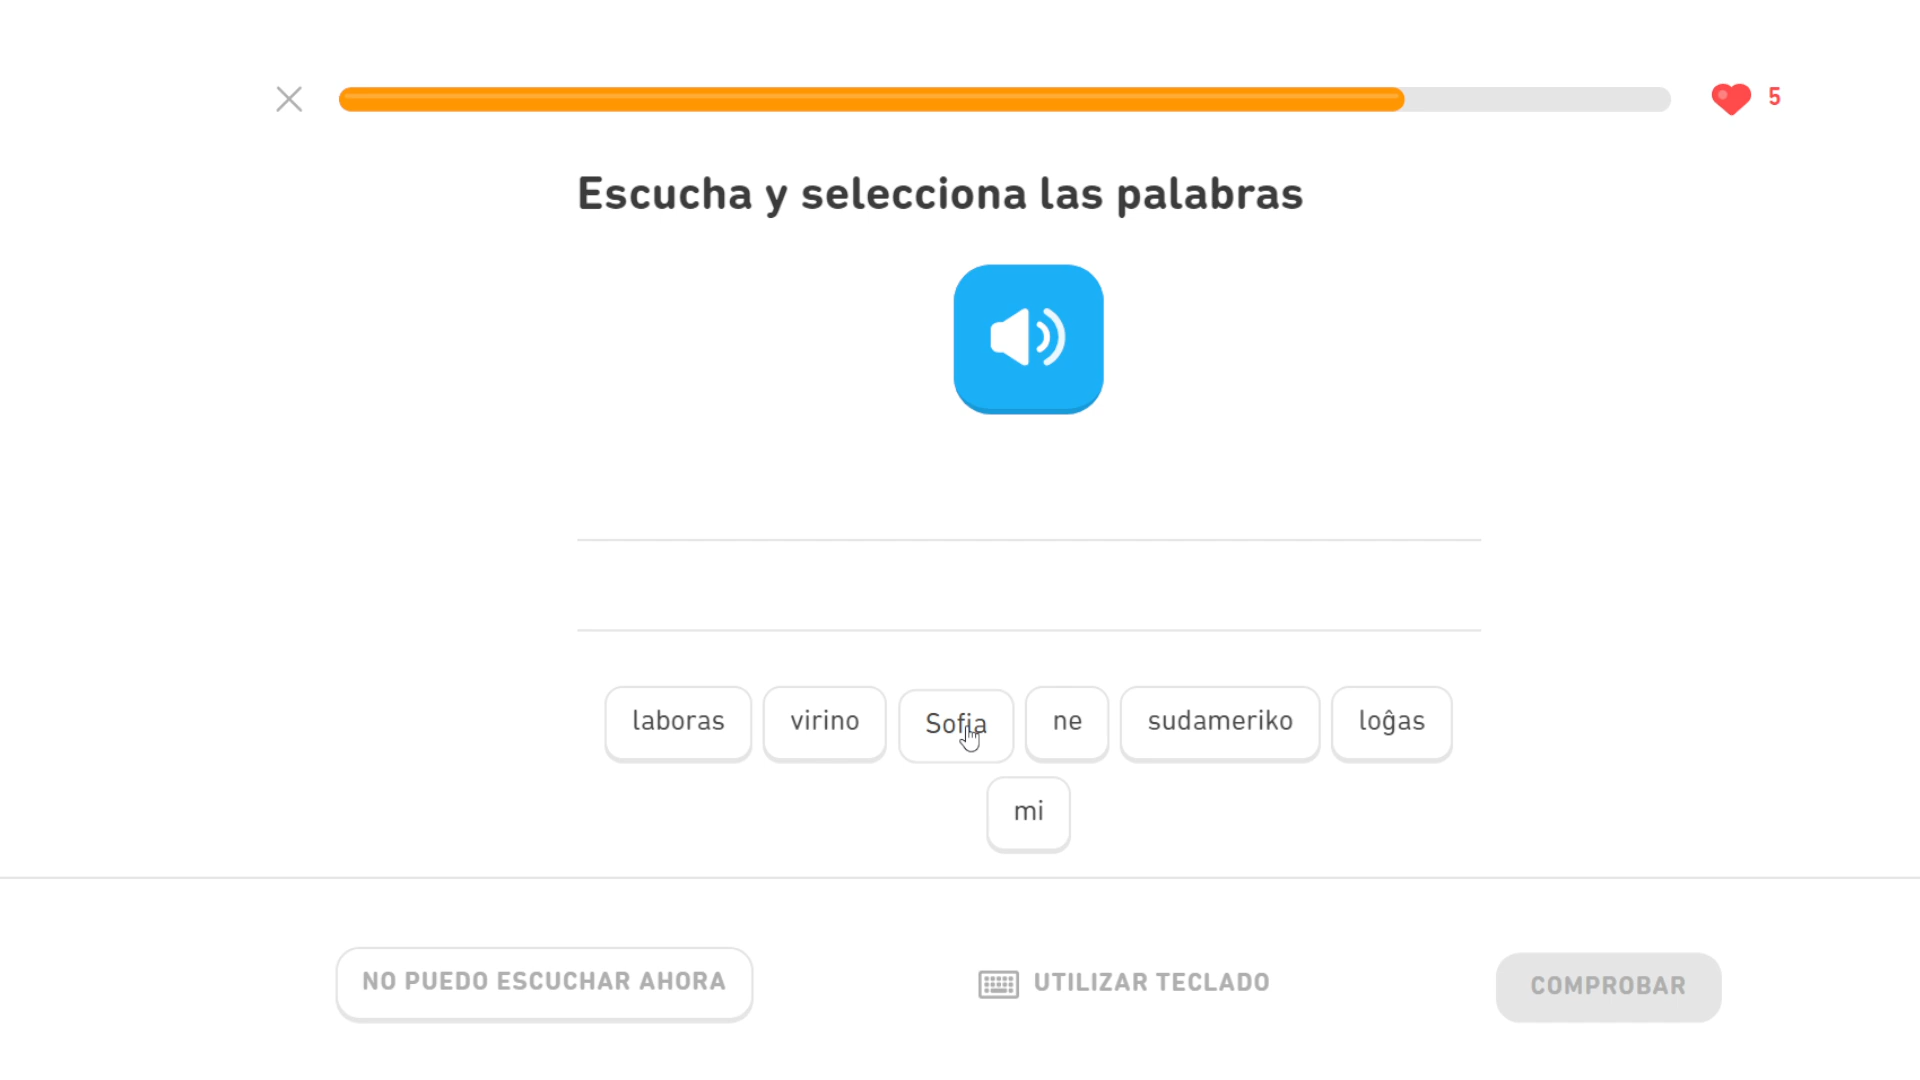 5
Escucha y selecciona las palabras
laboras virino Sofia ne sudameriko loĝas
mi
NO PUEDO ESCUCHAR AHORA UTILIZAR TECLADO COMPROBAR